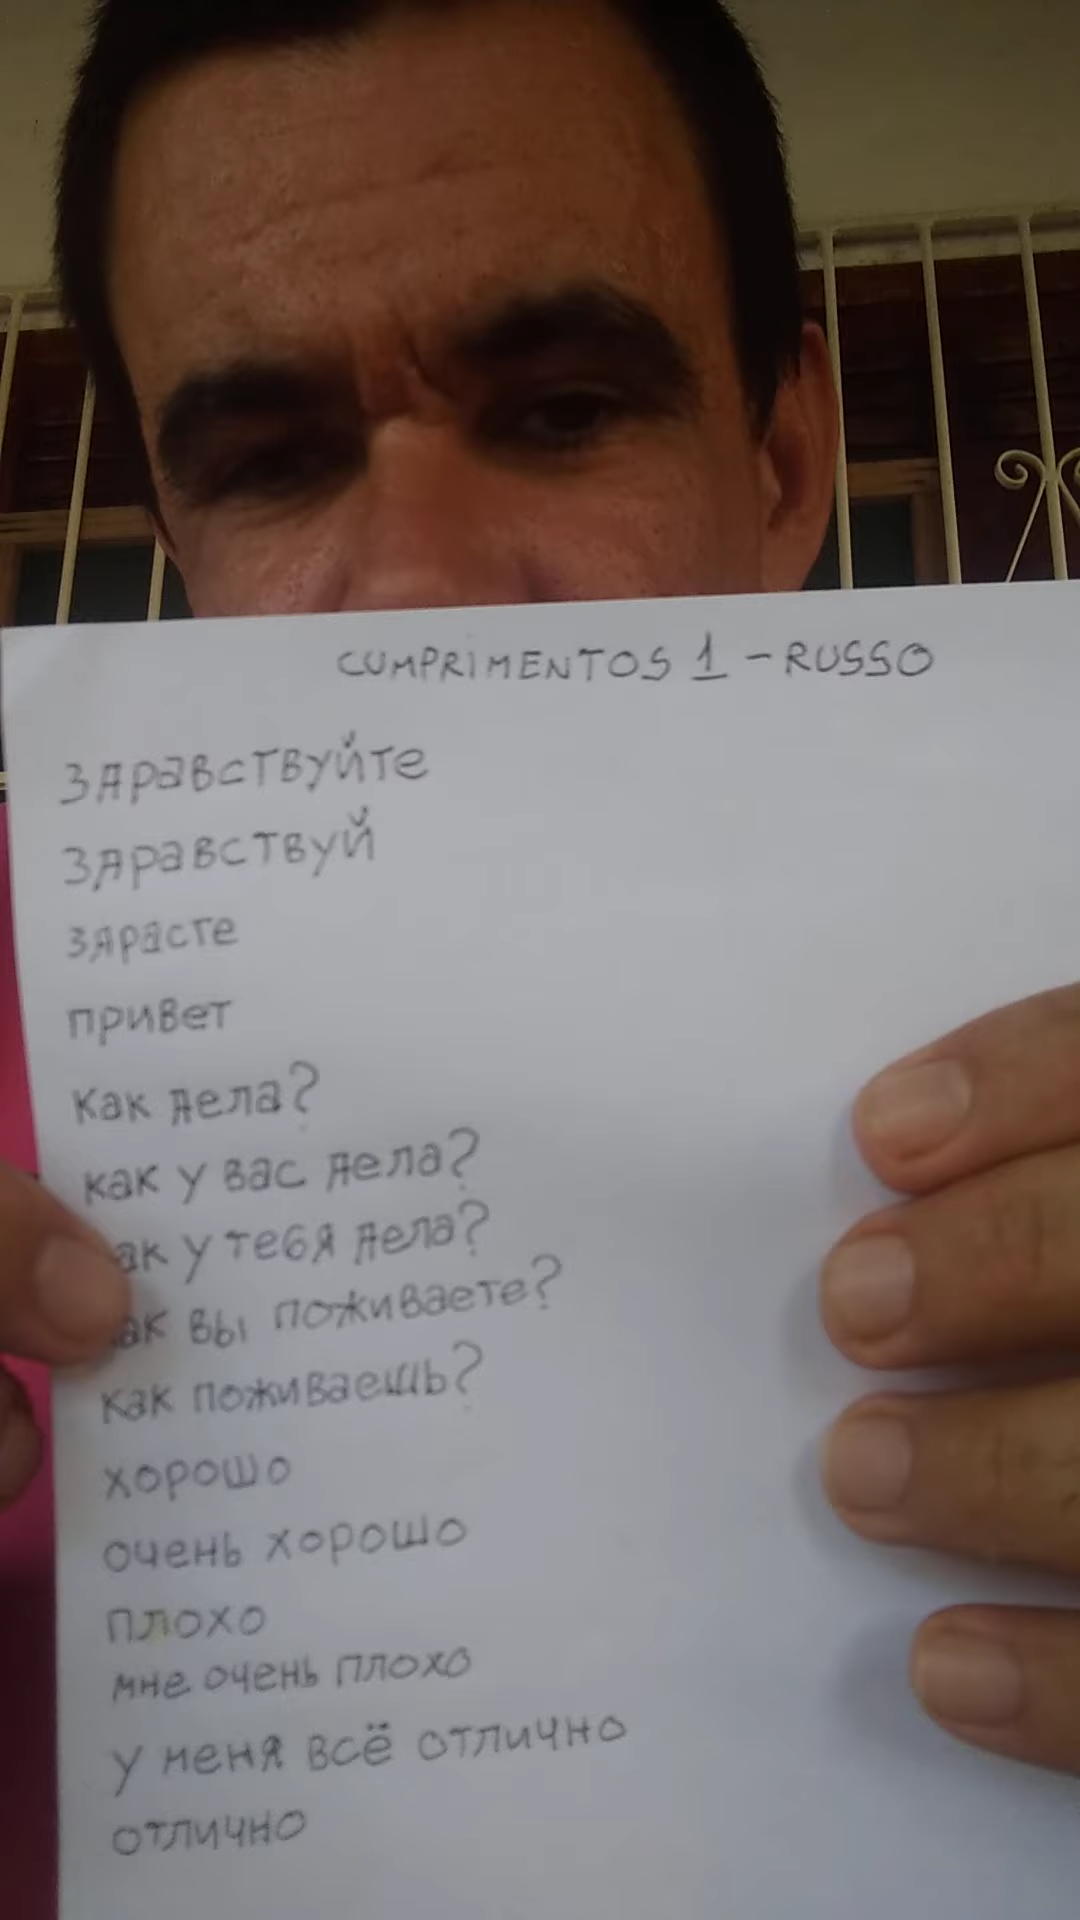 CUMPRIMENTOS 1 - RUSSO
здравствуйте
здравствуй
здрасте
привет
как дела?
как у вас дела?
ак у тебя дела?
ак вы поживаете?
как поживаешь?
хорошо
очень хорошо
плохо
мне очень плохо
у меня всё отлично
отлично